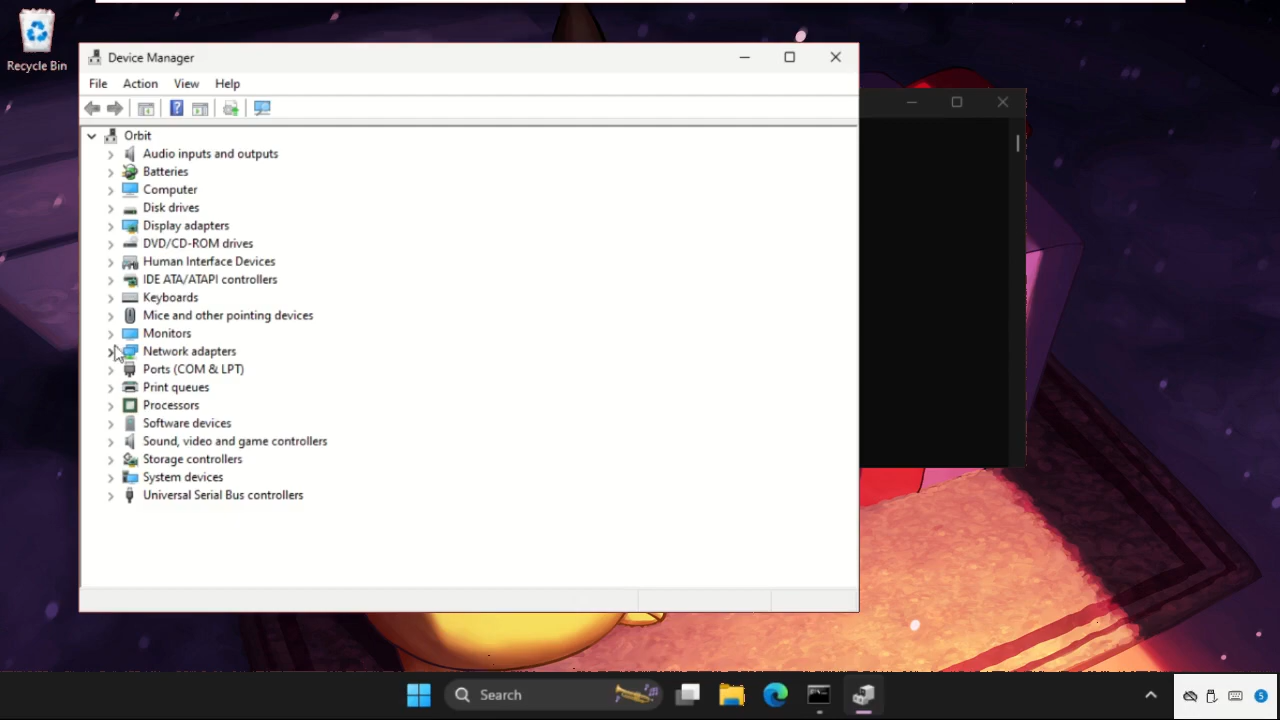 Recycle Bin
Device Manager
File Action View Help
Orbit
Audio inputs and outputs
Batteries
Computer
Disk drives
Display adapters
DVD/CD-ROM drives
Human Interface Devices
IDE ATA/ATAPI controllers
Keyboards
Mice and other pointing devices
Monitors
Network adapters
Ports (COM & LPT)
Print queues
Processors
Software devices
Sound, video and game controllers
Storage controllers
System devices
Universal Serial Bus controllers
Search
5